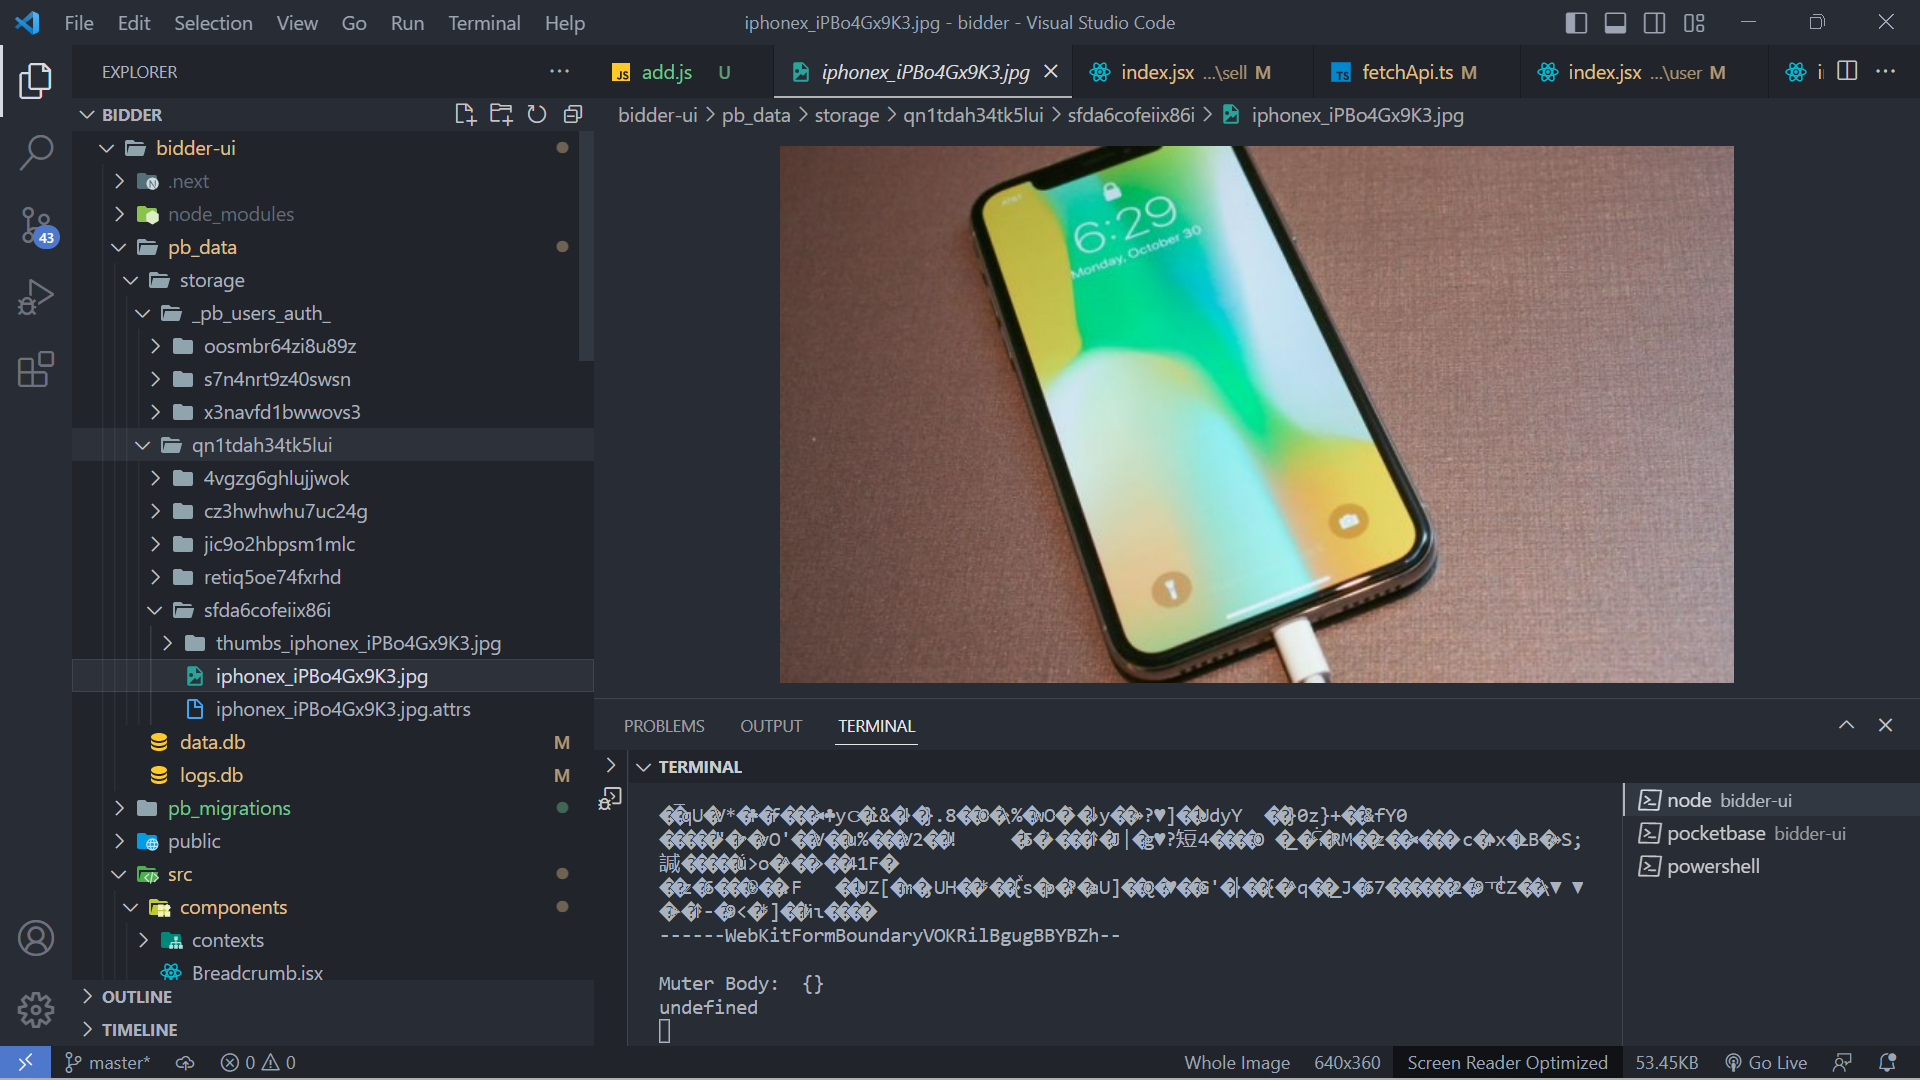 File Edit Selection View Go Run Terminal Help
iphonex_iPBo4Gx9K3.jpg - bidder - Visual Studio Code
EXPLORER
BIDDER
bidder-ui
.next
node_modules
pb_data
storage
_pb_users_auth_
oosmbr64zi8u89z
s7n4nrt9z40swsn
x3navfd1bwwovs3
qn1tdah34tk5lui
4vgzg6ghlujjwok
cz3hwhwhu7uc24g
jic9o2hbpsm1mlc
retiq5oe74fxrhd
sfda6cofeiix86i
thumbs_iphonex_iPBo4Gx9K3.jpg
iphonex_iPBo4Gx9K3.jpg
iphonex_iPBo4Gx9K3.jpg.attrs
data.db M
logs.db M
pb_migrations
public
src
components
contexts
Breadcrumb.jsx
OUTLINE
TIMELINE
43
add.js U
iphonex_iPBo4Gx9K3.jpg
index.jsx ...\sell M
fetchApi.ts M
index.jsx ...\user M
bidder-ui > pb_data > storage > qn1tdah34tk5lui > sfda6cofeiix86i > iphonex_iPBo4Gx9K3.jpg
6:29
Monday, October 30
PROBLEMS OUTPUT TERMINAL
TERMINAL
------WebKitFormBoundaryVOKRilBgugBBYBZh--
Muter Body: {}
undefined
node bidder-ui
pocketbase bidder-ui
powershell
master* 0 0
Whole Image 640x360 Screen Reader Optimized 53.45KB Go Live